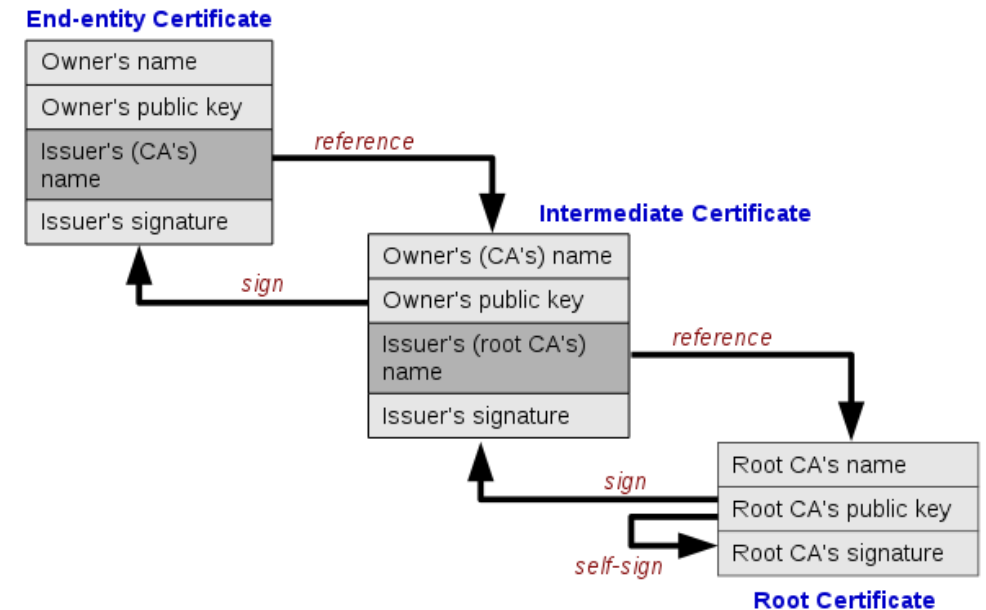 End-entity Certificate
Owner's name
Owner's public key
Issuer's (CA's)
name
Issuer's signature
reference
sign
Intermediate Certificate
Owner's (CA's) name
Owner's public key
Issuer's (root CA's)
name
Issuer's signature
reference
sign
self-sign
Root CA's name
Root CA's public key
Root CA's signature
Root Certificate